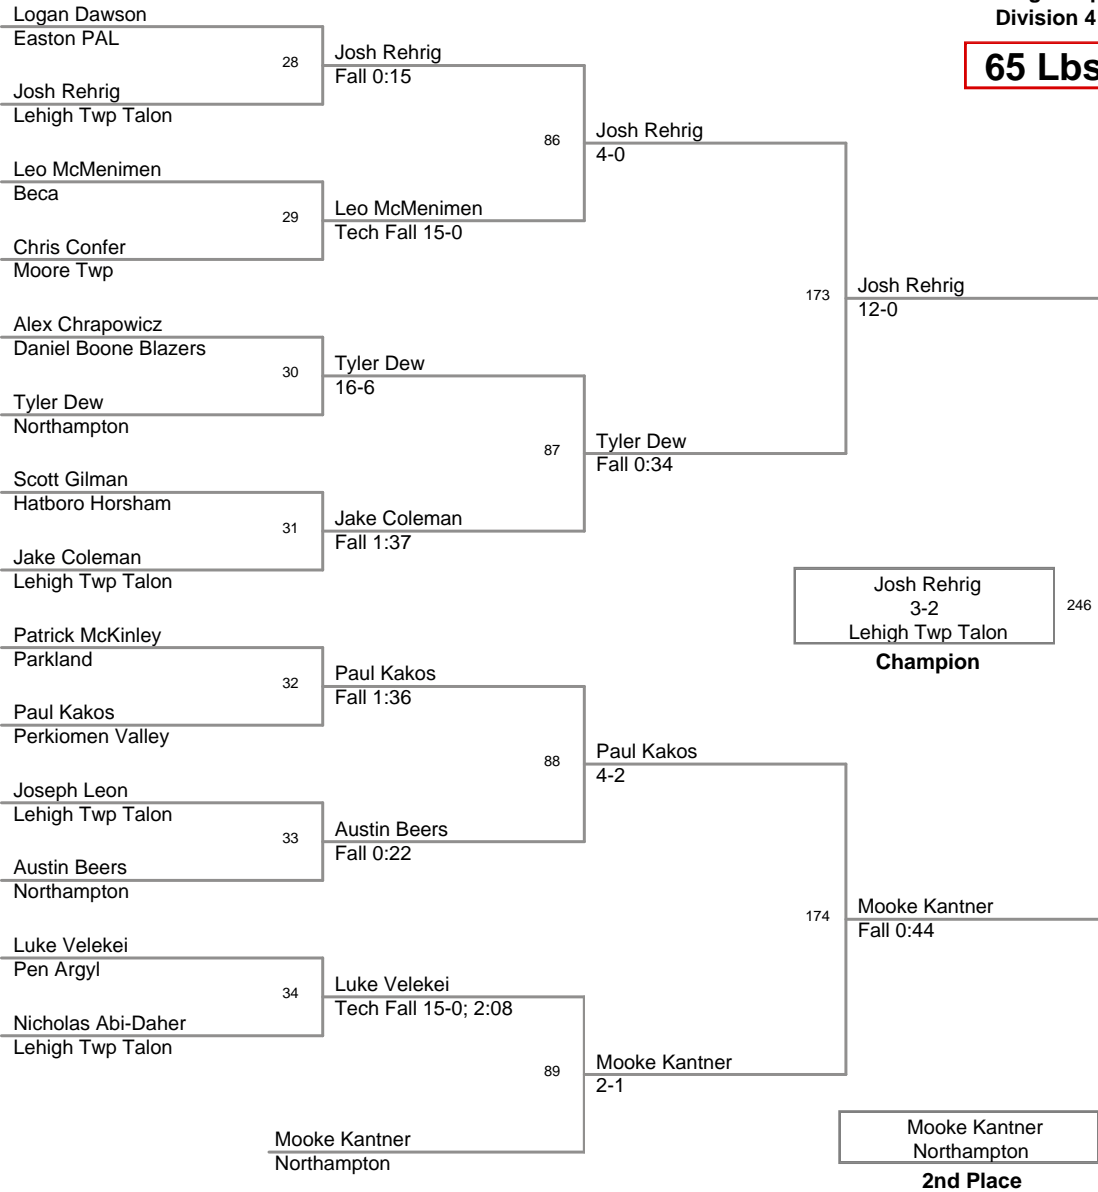 Division 4
65 Lbs
Logan Dawson
Easton PAL
28
Josh Rehrig
Fall 0:15
Josh Rehrig
Lehigh Twp Talon
86
Josh Rehrig
4-0
Leo McMenimen
Beca
29
Leo McMenimen
Tech Fall 15-0
Chris Confer
Moore Twp
173
Josh Rehrig
12-0
Alex Chrapowicz
Daniel Boone Blazers
30
Tyler Dew
16-6
Tyler Dew
Northampton
87
Tyler Dew
Fall 0:34
Scott Gilman
Hatboro Horsham
31
Jake Coleman
Fall 1:37
Jake Coleman
Lehigh Twp Talon
Josh Rehrig
3-2
Lehigh Twp Talon
246
Champion
Patrick McKinley
Parkland
32
Paul Kakos
Fall 1:36
Paul Kakos
Perkiomen Valley
88
Paul Kakos
4-2
Joseph Leon
Lehigh Twp Talon
33
Austin Beers
Fall 0:22
Austin Beers
Northampton
174
Mooke Kantner
Fall 0:44
Luke Velekei
Pen Argyl
34
Luke Velekei
Tech Fall 15-0; 2:08
Nicholas Abi-Daher
Lehigh Twp Talon
89
Mooke Kantner
2-1
Mooke Kantner
Northampton
Mooke Kantner
Northampton
2nd Place